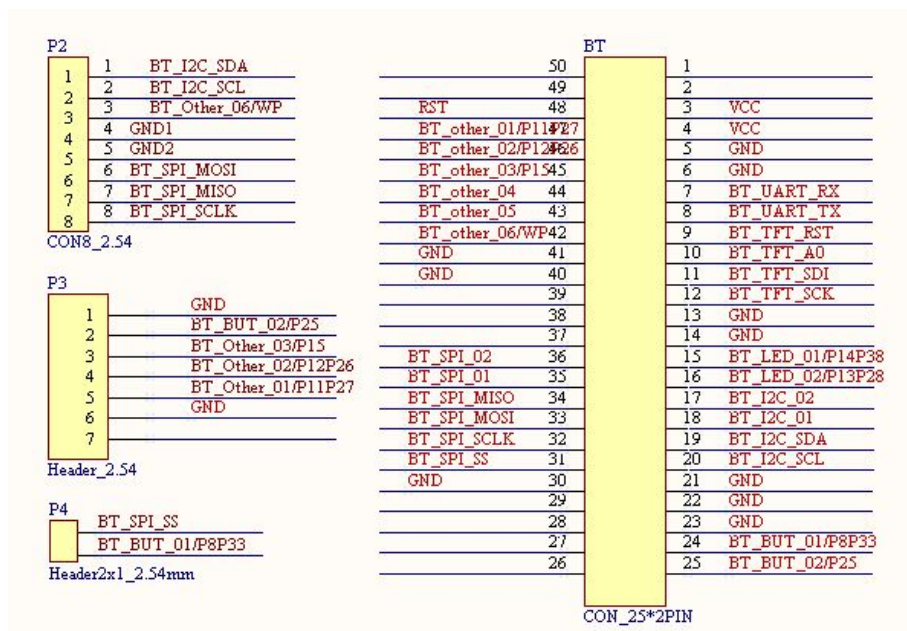 P2
1 1 BT_I2C_SDA
2 2 BT_I2C_SCL
3 3 BT_Other_06/WP
4 4 GND1
5 5 GND2
6 6 BT_SPI_MOSI
7 7 BT_SPI_MISO
8 8 BT_SPI_SCLK
CON8_2.54
P3
1 GND
2 BT_BUT_02/P25
3 BT_Other_03/P15
4 BT_Other_02/P12P26
5 BT_Other_01/P11P27
6 GND
7
Header_2.54
P4
BT_SPI_SS
BT_BUT_01/P8P33
Header2x1_2.54mm
BT
50 1
49 2
RST 48 3 VCC
BT_other_01/P11P27 47 4 VCC
BT_other_02/P12P26 46 5 GND
BT_other_03/P15 45 6 GND
BT_other_04 44 7 BT_UART_RX
BT_other_05 43 8 BT_UART_TX
BT_other_06/WP 42 9 BT_TFT_RST
GND 41 10 BT_TFT_A0
GND 40 11 BT_TFT_SDI
39 12 BT_TFT_SCK
38 13 GND
37 14 GND
BT_SPI_02 36 15 BT_LED_01/P14P38
BT_SPI_01 35 16 BT_LED_02/P13P28
BT_SPI_MISO 34 17 BT_I2C_02
BT_SPI_MOSI 33 18 BT_I2C_01
BT_SPI_SCLK 32 19 BT_I2C_SDA
BT_SPI_SS 31 20 BT_I2C_SCL
GND 30 21 GND
29 22 GND
28 23 GND
27 24 BT_BUT_01/P8P33
26 25 BT_BUT_02/P25
CON_25*2PIN